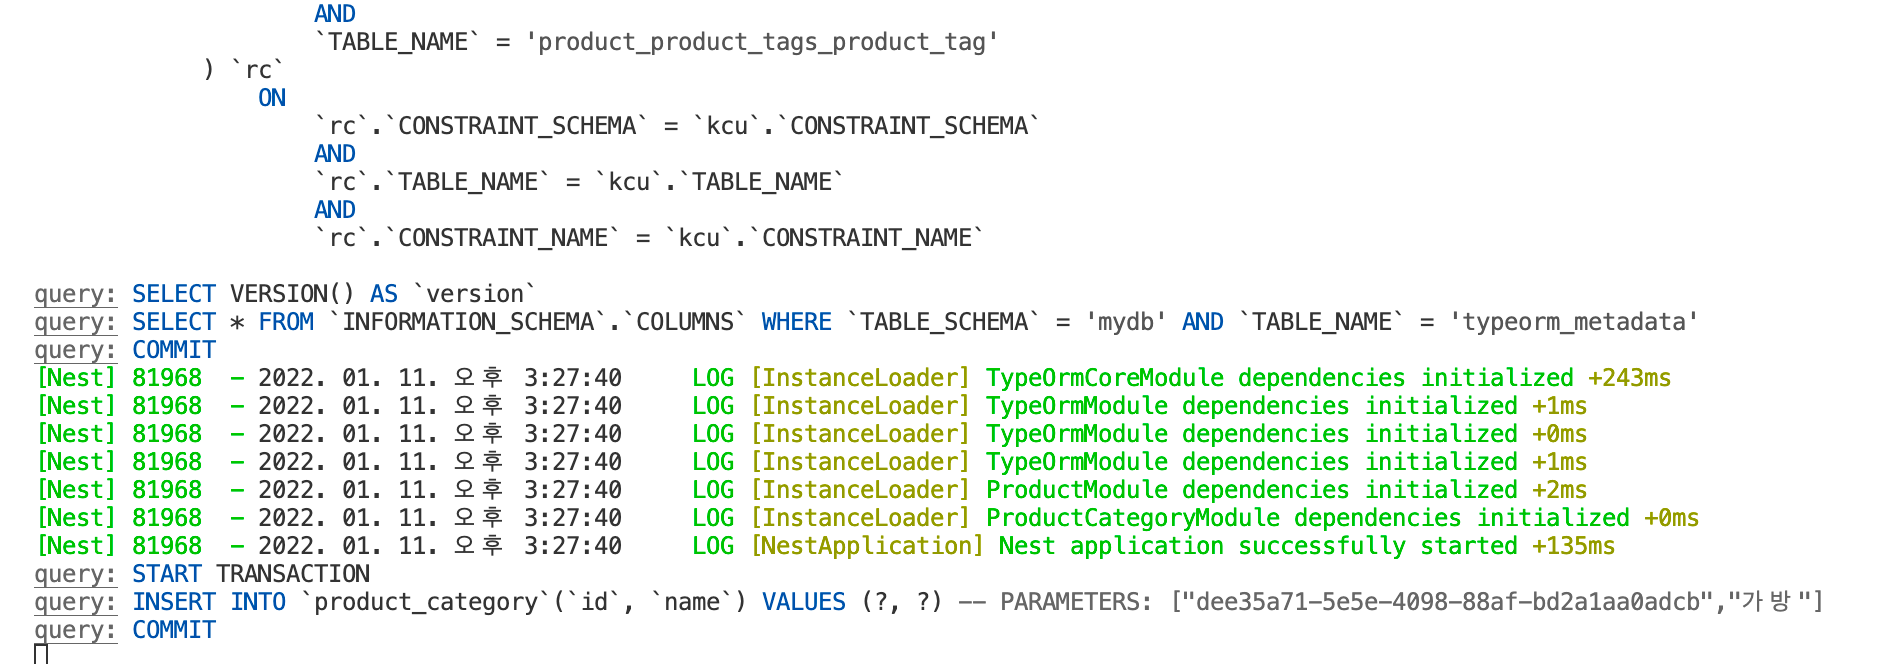 AND
`TABLE_NAME` = 'product_product_tags_product_tag'
) `rc`
ON
`rc`.`CONSTRAINT_SCHEMA` = `kcu`.`CONSTRAINT_SCHEMA`
AND
`rc`.`TABLE_NAME` = `kcu`.`TABLE_NAME`
AND
`rc`.`CONSTRAINT_NAME` = `kcu`.`CONSTRAINT_NAME`
query: SELECT VERSION() AS `version`
query: SELECT * FROM `INFORMATION_SCHEMA`.`COLUMNS` WHERE `TABLE_SCHEMA` = 'mydb' AND `TABLE_NAME` = 'typeorm_metadata'
query: COMMIT
[Nest] 81968  - 2022. 01. 11. 오후 3:27:40     LOG [InstanceLoader] TypeOrmCoreModule dependencies initialized +243ms
[Nest] 81968  - 2022. 01. 11. 오후 3:27:40     LOG [InstanceLoader] TypeOrmModule dependencies initialized +1ms
[Nest] 81968  - 2022. 01. 11. 오후 3:27:40     LOG [InstanceLoader] TypeOrmModule dependencies initialized +0ms
[Nest] 81968  - 2022. 01. 11. 오후 3:27:40     LOG [InstanceLoader] TypeOrmModule dependencies initialized +1ms
[Nest] 81968  - 2022. 01. 11. 오후 3:27:40     LOG [InstanceLoader] ProductModule dependencies initialized +2ms
[Nest] 81968  - 2022. 01. 11. 오후 3:27:40     LOG [InstanceLoader] ProductCategoryModule dependencies initialized +0ms
[Nest] 81968  - 2022. 01. 11. 오후 3:27:40     LOG [NestApplication] Nest application successfully started +135ms
query: START TRANSACTION
query: INSERT INTO `product_category`(`id`, `name`) VALUES (?, ?) -- PARAMETERS: ["dee35a71-5e5e-4098-88af-bd2a1aa0adcb","가방"]
query: COMMIT